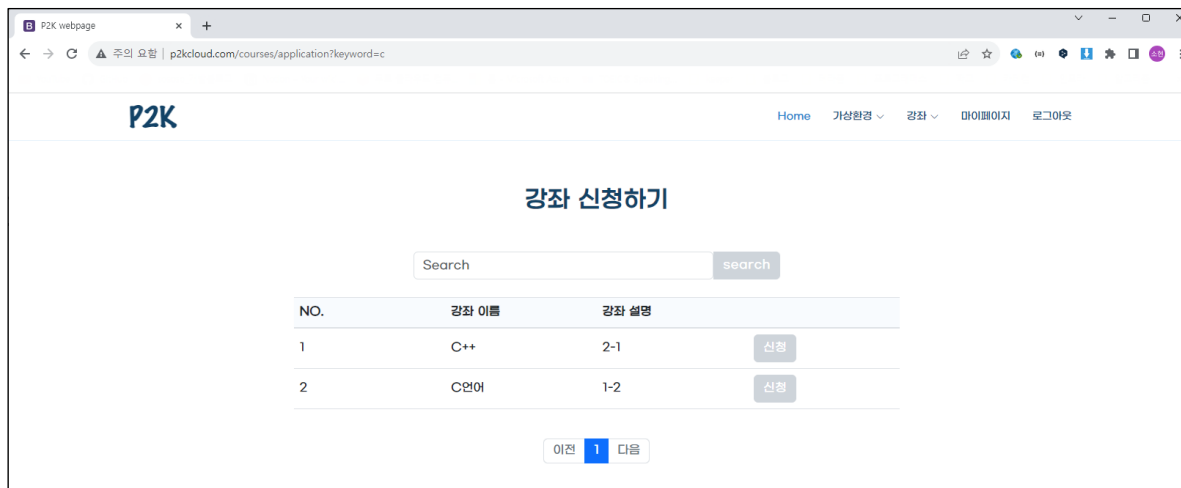 P2K webpage
주의 요함 | p2kcloud.com/courses/application?keyword=c
소현
P2K
Home 가상환경 강좌 마이페이지 로그아웃
강좌 신청하기
Search search
NO. 강좌 이름 강좌 설명
1 C++ 2-1 신청
2 C언어 1-2 신청
이전 1 다음